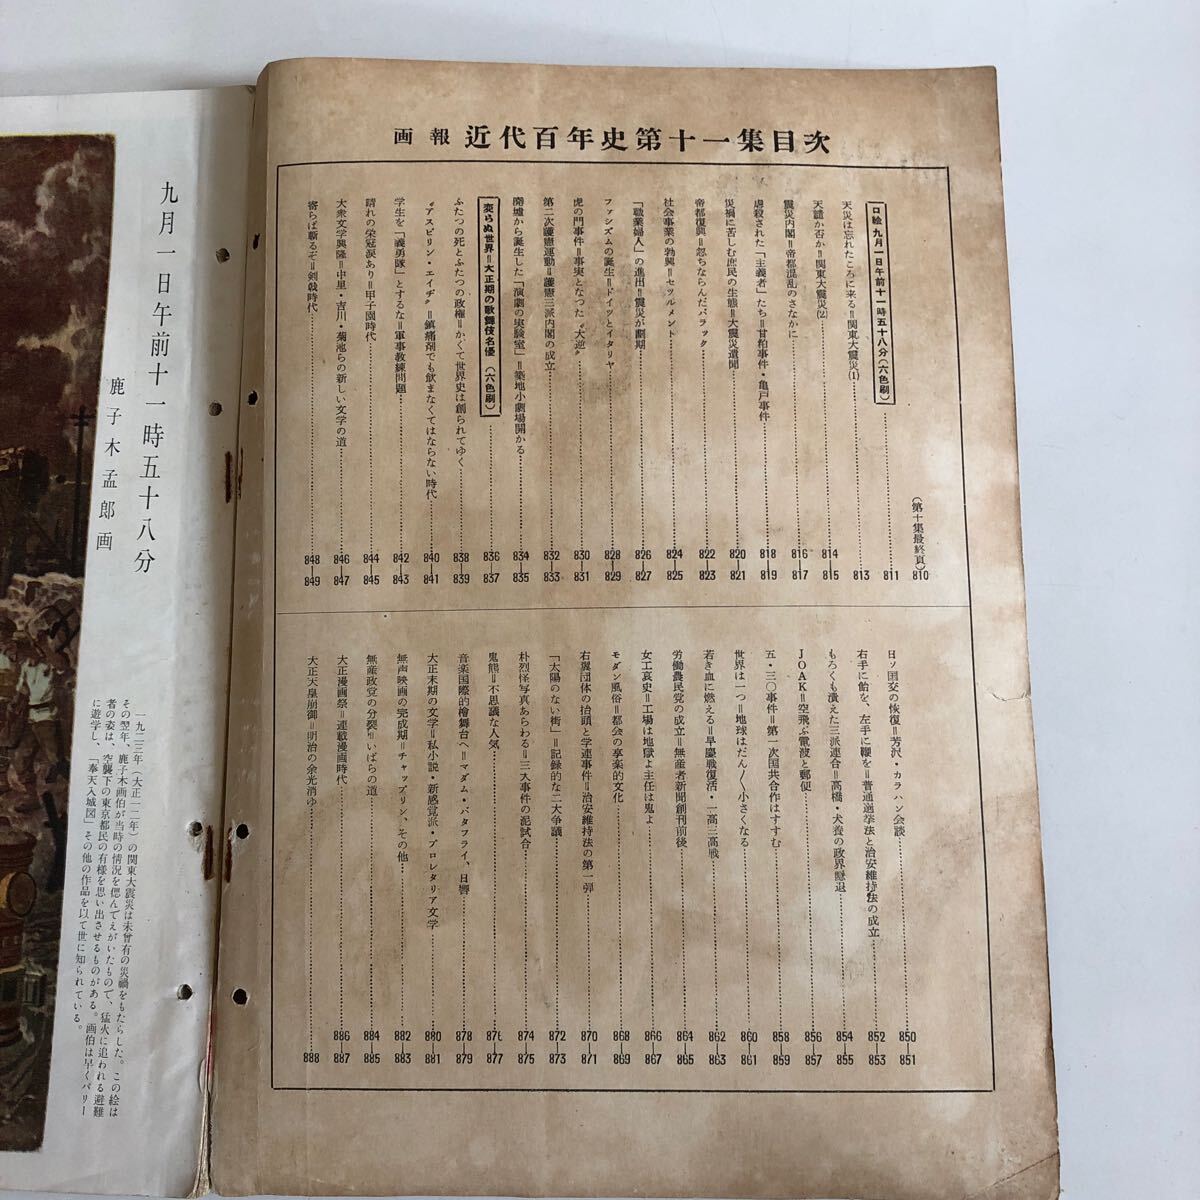 画報 近代百年史第十一集目次
(第十集最終頁) 810
口絵 九月一日午前十一時五十八分(六色刷) 811
天災は忘れたころに来る=関東大震災(1) 813
天譴か否か=関東大震災(2) 814―815
震災内閣=帝都混乱のさなかに 816―817
虐殺された「主義者」たち=甘粕事件・亀戸事件 818―819
災禍に苦しむ庶民の生態=大震災遺聞 820―821
帝都復興=忽ちならんだバラック 822―823
社会事業の勃興=セツルメント 824―825
「職業婦人」の進出=震災が劃期 826―827
ファシズムの誕生=ドイツとイタリヤ 828―829
虎の門事件=事実となつた〝大逆〟 830―831
第二次護憲運動=護憲三派内閣の成立 832―833
廃墟から誕生した「演劇の実験室」=築地小劇場開かる 834―835
変らぬ世界=大正期の歌舞伎名優(六色刷) 836―837
ふたつの死とふたつの政権=かくて世界史は創られてゆく 838―839
〝アスピリン・エイヂ〟=鎮痛剤でも飲まなくてはならない時代 840―841
学生を「義勇隊」とするな=軍事教練問題 842―843
晴れの栄冠涙あり=甲子園時代 844―845
大衆文学興隆=中里・吉川・菊池らの新しい文学の道 846―847
寄らば斬るぞ=剣戟時代 848―849
日ソ国交の恢復=芳沢・カラハン会談 850―851
右手に飴を、左手に鞭を=普通選挙法と治安維持法の成立 852―853
もろくも潰えた三派連合=高橋・犬養の政界隠退 854―855
JOAK=空飛ぶ電波と郵便 856―857
五・三〇事件=第一次国共合作はすすむ 858―859
世界は一つ=地球はだん〱小さくなる 860―861
若き血に燃える=早慶戦復活・一高三高戦 862―863
労働農民党の成立=無産者新聞創刊前後 864―865
女工哀史=工場は地獄よ主任は鬼よ 866―867
モダン風俗=都会の享楽的文化 868―869
右翼団体の抬頭と学連事件=治安維持法の第一弾 870―871
「太陽のない街」=記録的な二大争議 872―873
朴烈怪写真あらわる=三大事件の泥試合 874―875
鬼熊=不思議な人気 876―877
音楽国際的檜舞台へ=マダム・バタフライ、日響 878―879
大正末期の文学=私小説・新感覚派・プロレタリア文学 880―881
無声映画の完成期=チャップリン、その他 882―883
無産政党の分裂=いばらの道 884―885
大正漫画祭=連載漫画時代 886―887
大正天皇崩御=明治の余光消ゆ 888
九月一日午前十一時五十八分
鹿子木孟郎画
一九二三年(大正一二年)の関東大震災は未曾有の災禍をもたらした。この絵は
その翌年、鹿子木画伯が当時の情況を偲んでえがいたもので、猛火に追われる避難
者の姿は、空襲下の東京都民の有様を思い出させるものがある。画伯は早くパリー
に遊学し、「奉天入城図」その他の作品を以て世に知られている。